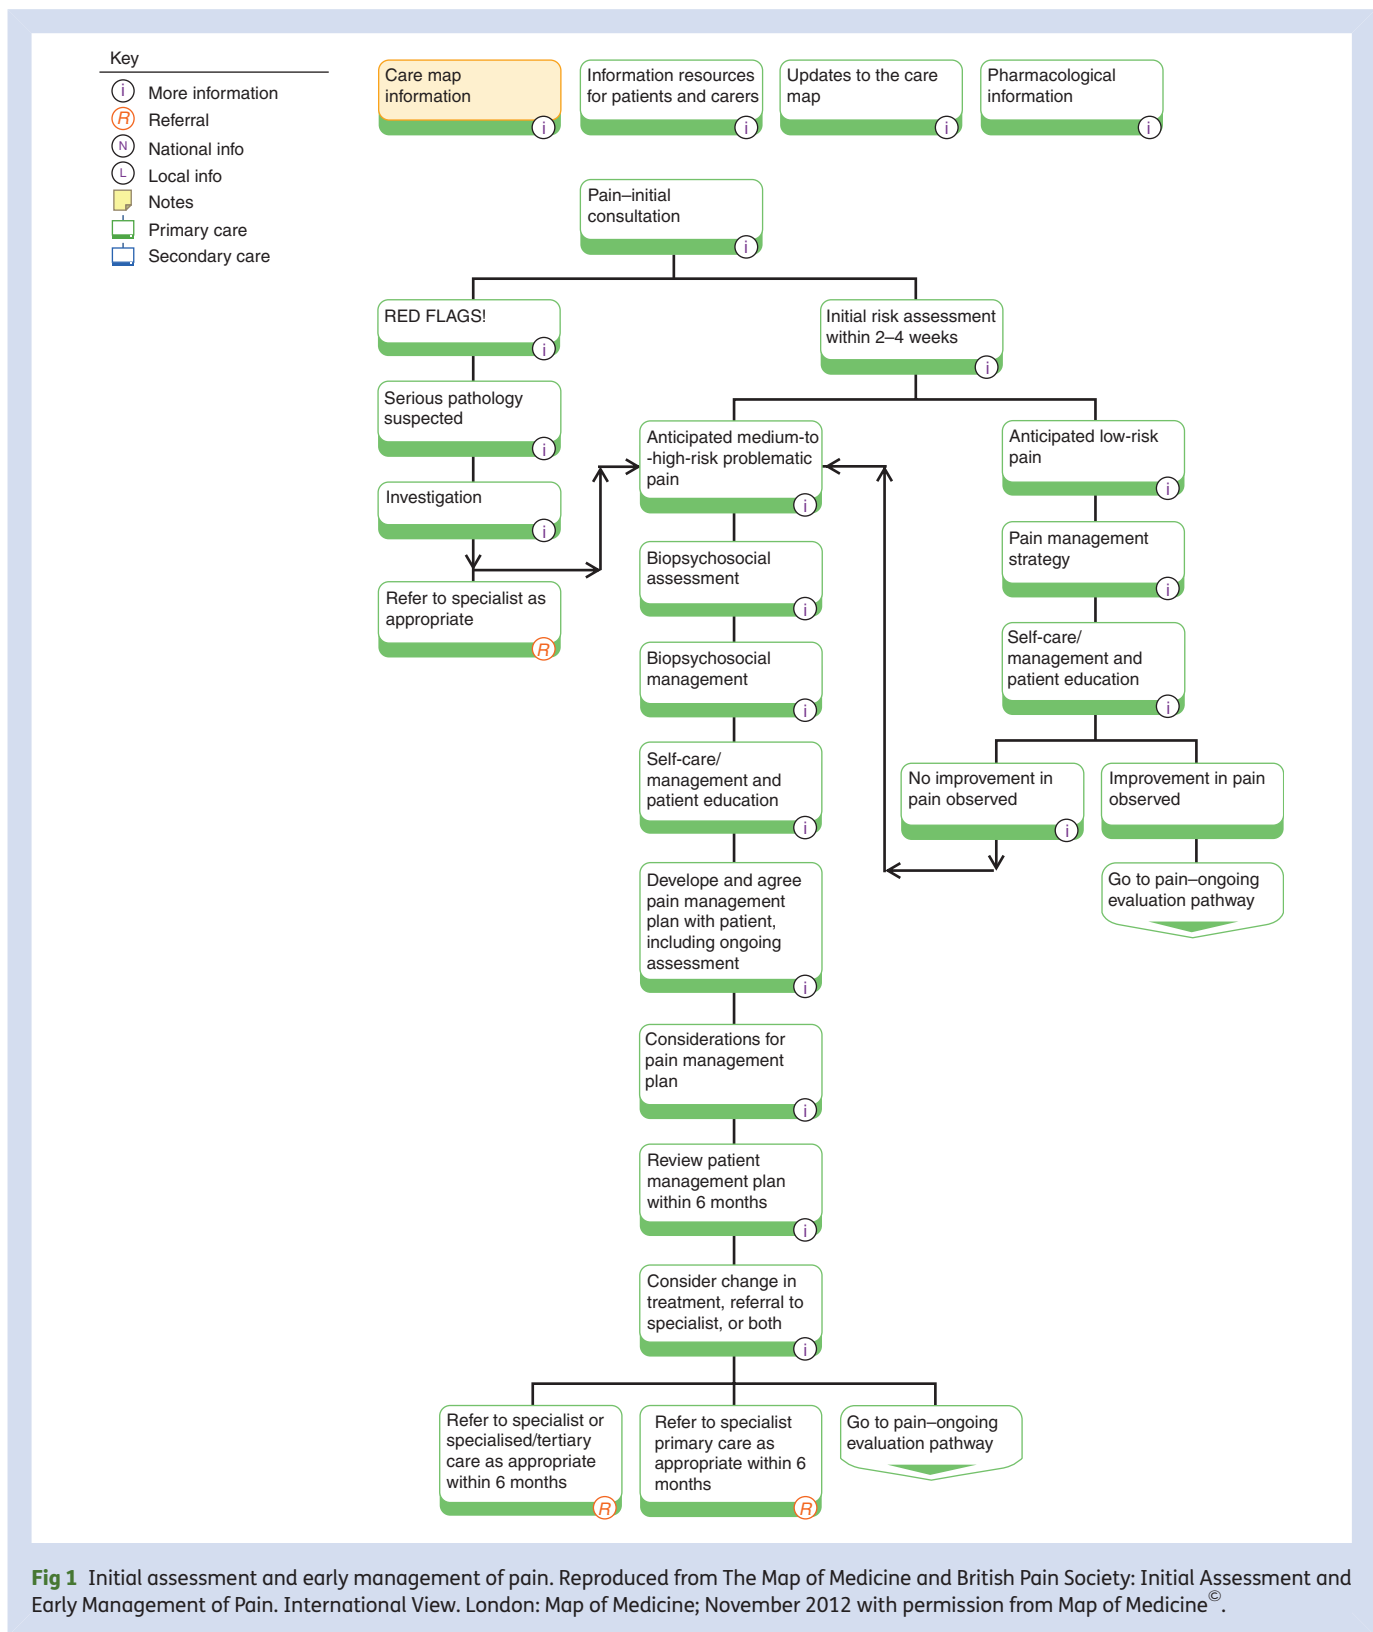 Key
i More information
R Referral
N National info
L Local info
Notes
Primary care
Secondary care
Care map
information
i
Information resources
for patients and carers
i
Updates to the care
map
i
Pharmacological
information
i
Pain–initial
consultation
i
RED FLAGS!
i
Initial risk assessment
within 2–4 weeks
i
Serious pathology
suspected
i
Investigation
i
Refer to specialist as
appropriate
R
Anticipated medium-to
-high-risk problematic
pain
i
Biopsychosocial
assessment
i
Biopsychosocial
management
i
Self-care/
management and
patient education
i
Develope and agree
pain management
plan with patient,
including ongoing
assessment
i
Considerations for
pain management
plan
i
Review patient
management plan
within 6 months
i
Consider change in
treatment, referral to
specialist, or both
i
Anticipated low-risk
pain
i
Pain management
strategy
i
Self-care/
management and
patient education
i
No improvement in
pain observed
i
Improvement in pain
observed
Go to pain–ongoing
evaluation pathway
Refer to specialist or
specialised/tertiary
care as appropriate
within 6 months
R
Refer to specialist
primary care as
appropriate within 6
months
R
Go to pain–ongoing
evaluation pathway
Fig 1 Initial assessment and early management of pain. Reproduced from The Map of Medicine and British Pain Society: Initial Assessment and
Early Management of Pain. International View. London: Map of Medicine; November 2012 with permission from Map of Medicine©.